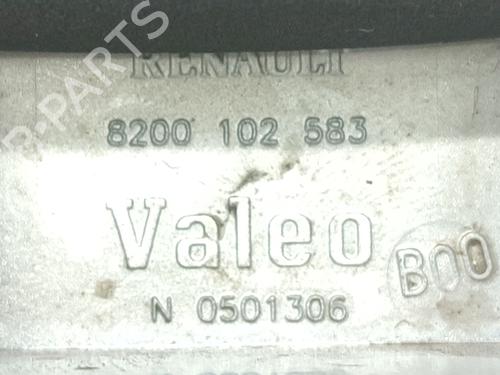 RENAULT
8200 102 583
Valeo
B00
N 0501306
B-PARTS